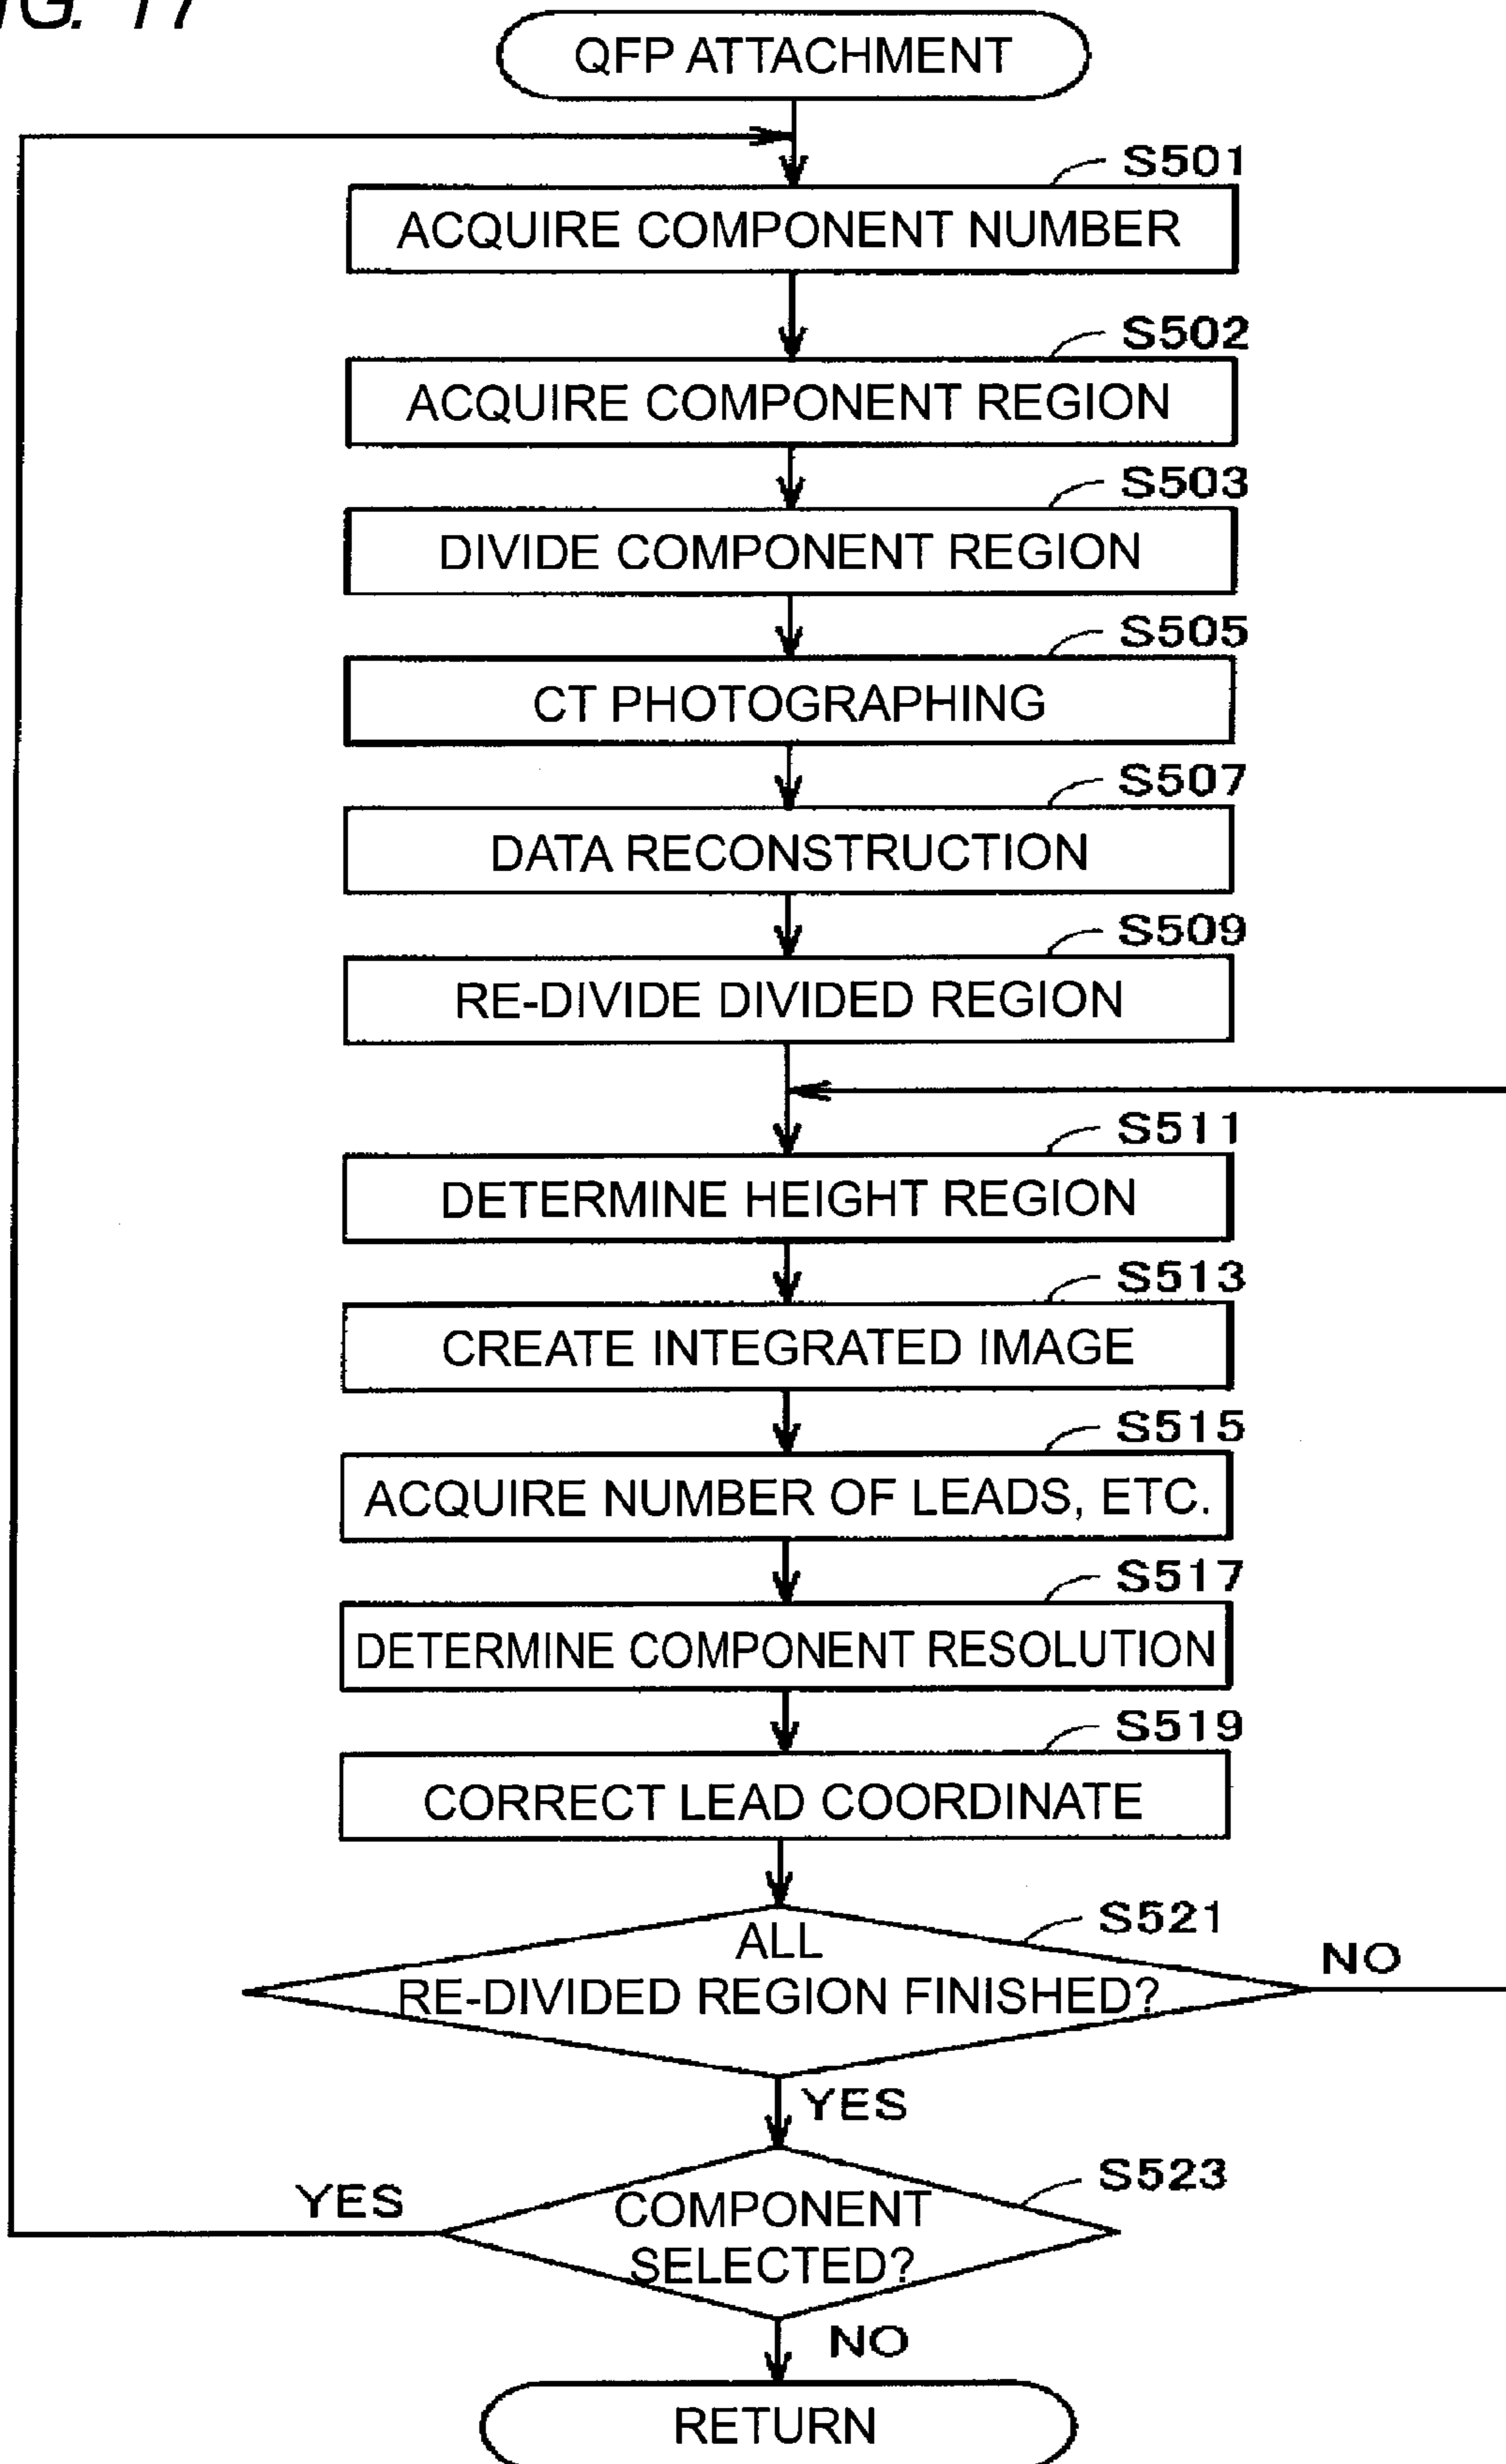 FIG. 17
QFP ATTACHMENT
S501
ACQUIRE COMPONENT NUMBER
S502
ACQUIRE COMPONENT REGION
S503
DIVIDE COMPONENT REGION
S505
CT PHOTOGRAPHING
S507
DATA RECONSTRUCTION
S509
RE-DIVIDE DIVIDED REGION
S511
DETERMINE HEIGHT REGION
S513
CREATE INTEGRATED IMAGE
S515
ACQUIRE NUMBER OF LEADS, ETC.
S517
DETERMINE COMPONENT RESOLUTION
S519
CORRECT LEAD COORDINATE
S521
ALL
RE-DIVIDED REGION FINISHED?
NO
YES
S523
YES
COMPONENT
SELECTED?
NO
RETURN